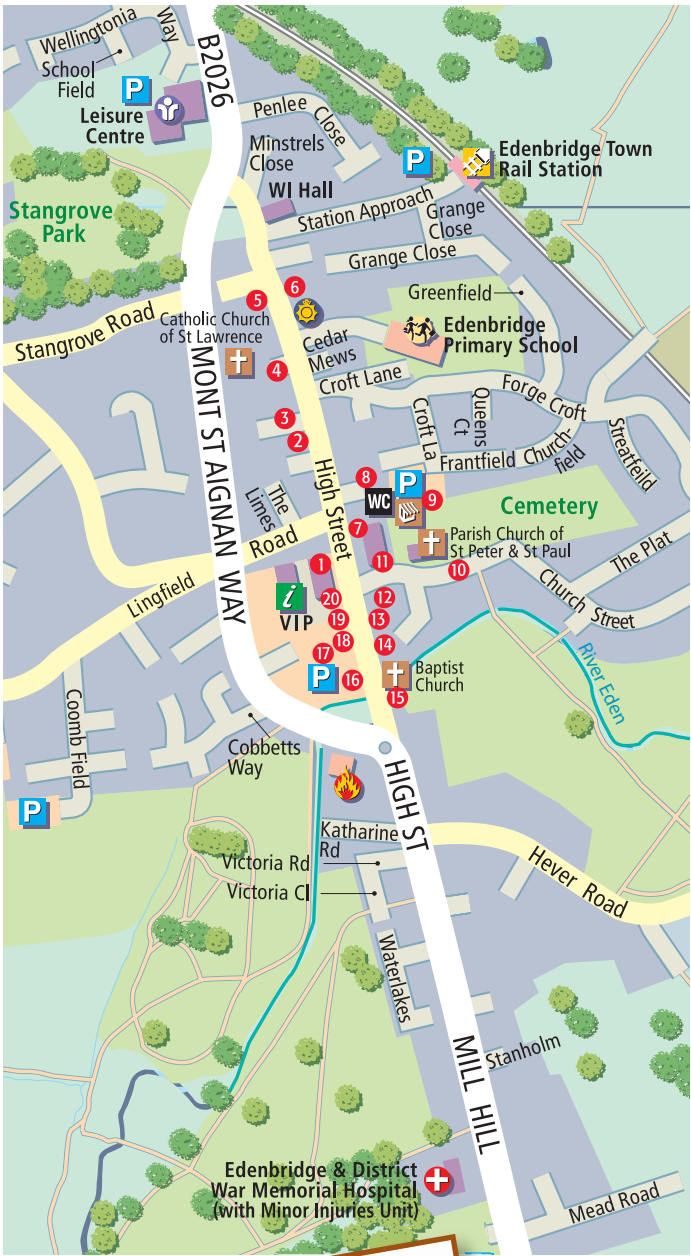 Wellingtonia
Way
School
Field
B2026
P
Leisure
Centre
Penlee Close
Minstrels
Close
WI Hall
P
Edenbridge Town
Rail Station
Station Approach
Grange
Close
Grange Close
Stangrove
Park
Greenfield
6
5
Stangrove Road
Catholic Church
of St Lawrence
Cedar
Mews
Edenbridge
Primary School
4
Croft Lane
MONT ST AIGNAN WAY
Forge Croft
Queens
Ct
Croft La
Streatfeild
3
2
High Street
Frantfield
Church-
field
The
Limes
8
P
WC
9
Cemetery
7
Parish Church of
St Peter & St Paul
Lingfield Road
1
11
10
The Plat
Church Street
i
VIP
20
12
19
13
18
14
17
P
16
Baptist
Church
15
River Eden
Coomb Field
Cobbetts
Way
P
HIGH ST
Katharine
Rd
Victoria Rd
Victoria Cl
Hever Road
Waterlakes
MILL HILL
Stanholm
Edenbridge & District
War Memorial Hospital
(with Minor Injuries Unit)
Mead Road